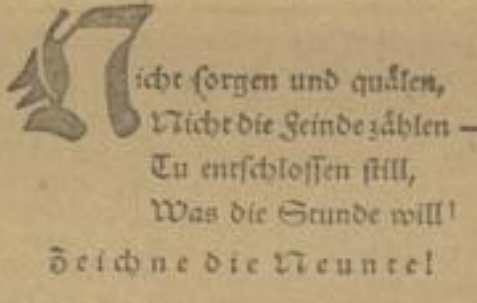 Nicht sorgen und quälen,
Nicht die Feinde zählen –
Tu entschlossen still,
Was die Stunde will!
Zeichne die Neunte!